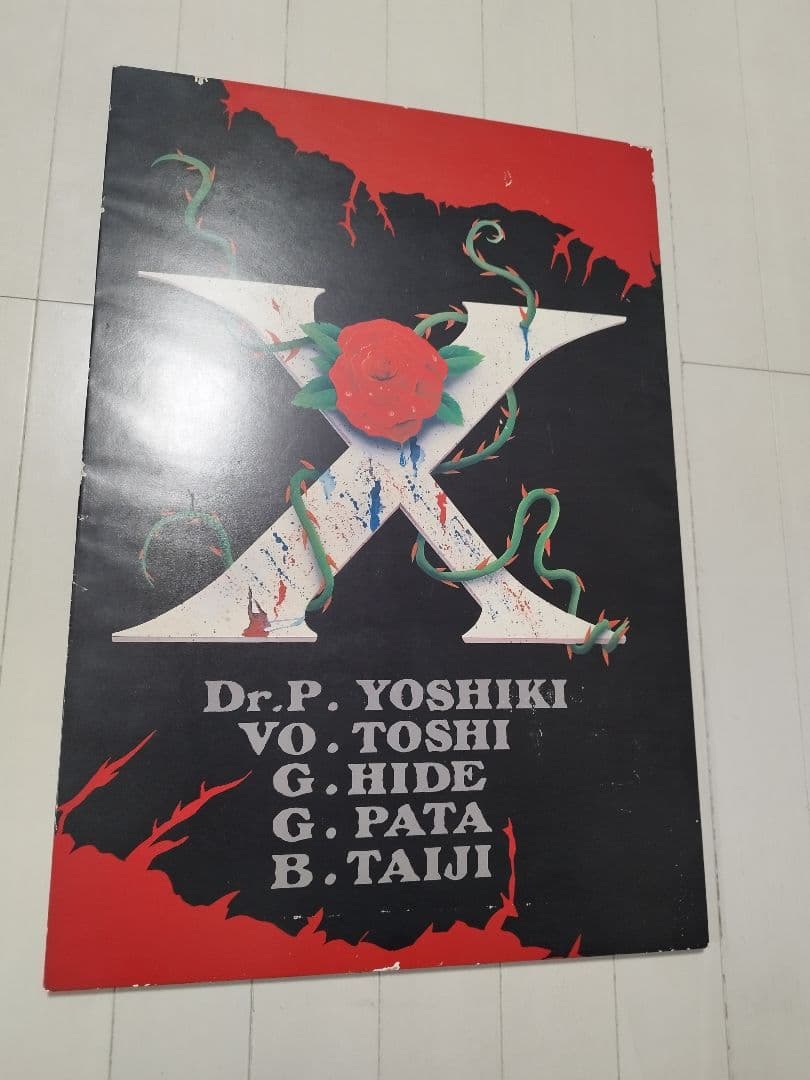 X
Dr.P. YOSHIKI
VO. TOSHI
G. HIDE
G. PATA
B. TAIJI